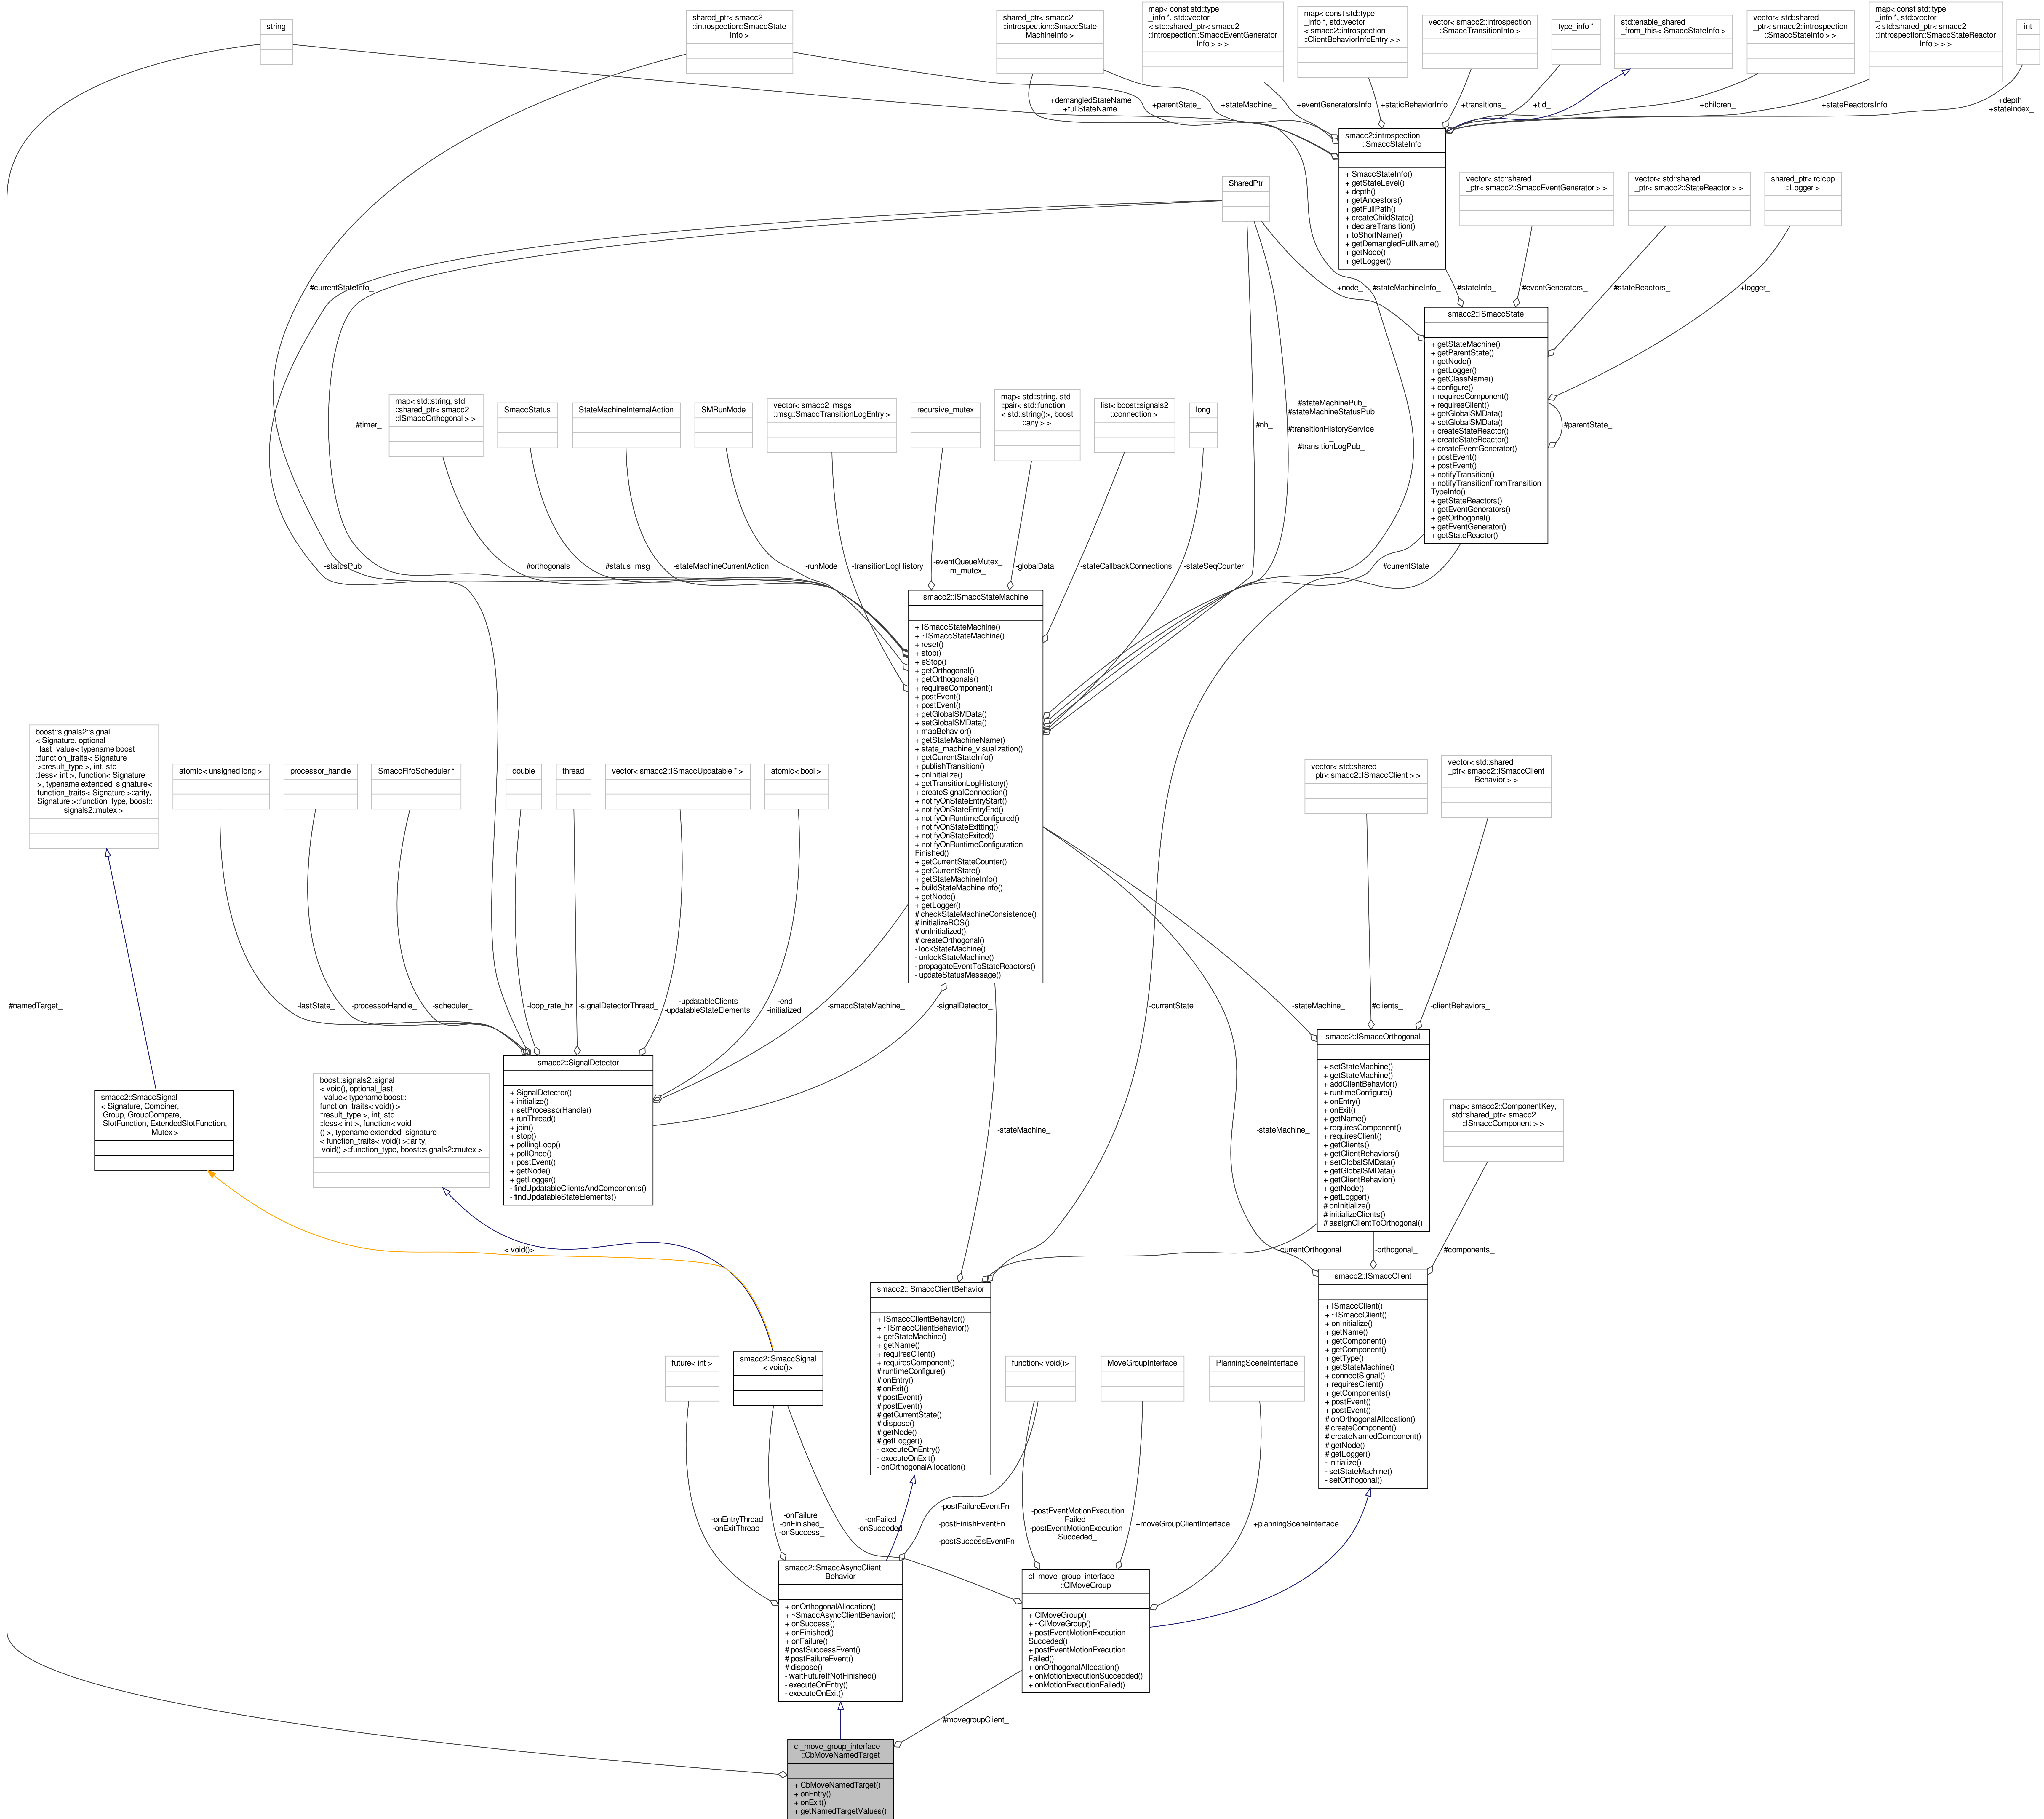 string
shared_ptr< smacc2
::introspection::SmaccState
Info >
shared_ptr< smacc2
::introspection::SmaccState
MachineInfo >
map< const std::type
_info *, std::vector
< std::shared_ptr< smacc2
::introspection::SmaccEventGenerator
Info > > >
map< const std::type
_info *, std::vector
< smacc2::introspection
::ClientBehaviorInfoEntry > >
vector< smacc2::introspection
::SmaccTransitionInfo >
type_info *
std::enable_shared
_from_this< SmaccStateInfo >
vector< std::shared
_ptr< smacc2::introspection
::SmaccStateInfo > >
map< const std::type
_info *, std::vector
< std::shared_ptr< smacc2
::introspection::SmaccStateReactor
Info > > >
int
+demangledStateName
+fullStateName
+parentState_
+stateMachine_
+eventGeneratorsInfo
+staticBehaviorInfo
+transitions_
+tid_
+children_
+stateReactorsInfo
+depth_
+stateIndex_
smacc2::introspection
::SmaccStateInfo
+ SmaccStateInfo()
+ getStateLevel()
+ depth()
+ getAncestors()
+ getFullPath()
+ createChildState()
+ declareTransition()
+ toShortName()
+ getDemangledFullName()
+ getNode()
+ getLogger()
SharedPtr
vector< std::shared
_ptr< smacc2::SmaccEventGenerator > >
vector< std::shared
_ptr< smacc2::StateReactor > >
shared_ptr< rclcpp
::Logger >
#currentStateInfo_
+node_
#stateMachineInfo_
#stateInfo_
#eventGenerators_
#stateReactors_
+logger_
smacc2::ISmaccState
+ getStateMachine()
+ getParentState()
+ getNode()
+ getLogger()
+ getClassName()
+ configure()
+ requiresComponent()
+ requiresClient()
+ getGlobalSMData()
+ setGlobalSMData()
+ createStateReactor()
+ createStateReactor()
+ createEventGenerator()
+ postEvent()
+ postEvent()
+ notifyTransition()
+ notifyTransitionFromTransition
TypeInfo()
+ getStateReactors()
+ getEventGenerators()
+ getOrthogonal()
+ getEventGenerator()
+ getStateReactor()
#parentState_
#timer_
map< std::string, std
::shared_ptr< smacc2
::ISmaccOrthogonal > >
SmaccStatus
StateMachineInternalAction
SMRunMode
vector< smacc2_msgs
::msg::SmaccTransitionLogEntry >
recursive_mutex
map< std::string, std
::pair< std::function
< std::string()>, boost
::any > >
list< boost::signals2
::connection >
long
#nh_
#stateMachinePub_
#stateMachineStatusPub
_
#transitionHistoryService
_
#transitionLogPub_
-statusPub_
#orthogonals_
#status_msg_
-stateMachineCurrentAction
-runMode_
-transitionLogHistory_
-eventQueueMutex_
-m_mutex_
-globalData_
-stateCallbackConnections
-stateSeqCounter_
#currentState_
smacc2::ISmaccStateMachine
+ ISmaccStateMachine()
+ ~ISmaccStateMachine()
+ reset()
+ stop()
+ eStop()
+ getOrthogonal()
+ getOrthogonals()
+ requiresComponent()
+ postEvent()
+ postEvent()
+ getGlobalSMData()
+ setGlobalSMData()
+ mapBehavior()
+ getStateMachineName()
+ state_machine_visualization()
+ getCurrentStateInfo()
+ publishTransition()
+ onInitialize()
+ getTransitionLogHistory()
+ createSignalConnection()
+ notifyOnStateEntryStart()
+ notifyOnStateEntryEnd()
+ notifyOnRuntimeConfigured()
+ notifyOnStateExitting()
+ notifyOnStateExited()
+ notifyOnRuntimeConfiguration
Finished()
+ getCurrentStateCounter()
+ getCurrentState()
+ getStateMachineInfo()
+ buildStateMachineInfo()
+ getNode()
+ getLogger()
# checkStateMachineConsistence()
# initializeROS()
# onInitialized()
# createOrthogonal()
- lockStateMachine()
- unlockStateMachine()
- propagateEventToStateReactors()
- updateStatusMessage()
boost::signals2::signal
< Signature, optional
_last_value< typename boost
::function_traits< Signature
>::result_type >, int, std
::less< int >, function< Signature
>, typename extended_signature<
function_traits< Signature >::arity,
Signature >::function_type, boost::
signals2::mutex >
atomic< unsigned long >
processor_handle
SmaccFifoScheduler *
double
thread
vector< smacc2::ISmaccUpdatable * >
atomic< bool >
vector< std::shared
_ptr< smacc2::ISmaccClient > >
vector< std::shared
_ptr< smacc2::ISmaccClient
Behavior > >
#namedTarget_
-lastState_
-processorHandle_
-scheduler_
-loop_rate_hz
-signalDetectorThread_
-updatableClients_
-updatableStateElements_
-end_
-initialized_
-smaccStateMachine_
-signalDetector_
-currentState
-stateMachine_
#clients_
-clientBehaviors_
smacc2::SignalDetector
+ SignalDetector()
+ initialize()
+ setProcessorHandle()
+ runThread()
+ join()
+ stop()
+ pollingLoop()
+ pollOnce()
+ postEvent()
+ getNode()
+ getLogger()
- findUpdatableClientsAndComponents()
- findUpdatableStateElements()
smacc2::ISmaccOrthogonal
+ setStateMachine()
+ getStateMachine()
+ addClientBehavior()
+ runtimeConfigure()
+ onEntry()
+ onExit()
+ getName()
+ requiresComponent()
+ requiresClient()
+ getClients()
+ getClientBehaviors()
+ setGlobalSMData()
+ getGlobalSMData()
+ getClientBehavior()
+ getNode()
+ getLogger()
# onInitialize()
# initializeClients()
# assignClientToOrthogonal()
smacc2::SmaccSignal
< Signature, Combiner,
Group, GroupCompare,
SlotFunction, ExtendedSlotFunction,
Mutex >
boost::signals2::signal
< void(), optional_last
_value< typename boost::
function_traits< void() >
::result_type >, int, std
::less< int >, function< void
() >, typename extended_signature
< function_traits< void() >::arity,
void() >::function_type, boost::signals2::mutex >
map< smacc2::ComponentKey,
std::shared_ptr< smacc2
::ISmaccComponent > >
-stateMachine_
-stateMachine_
< void()>
-currentOrthogonal
-orthogonal_
#components_
smacc2::ISmaccClientBehavior
+ ISmaccClientBehavior()
+ ~ISmaccClientBehavior()
+ getStateMachine()
+ getName()
+ requiresClient()
+ requiresComponent()
# runtimeConfigure()
# onEntry()
# onExit()
# postEvent()
# postEvent()
# getCurrentState()
# dispose()
# getNode()
# getLogger()
- executeOnEntry()
- executeOnExit()
- onOrthogonalAllocation()
smacc2::ISmaccClient
+ ISmaccClient()
+ ~ISmaccClient()
+ onInitialize()
+ getName()
+ getComponent()
+ getComponent()
+ getType()
+ getStateMachine()
+ connectSignal()
+ requiresClient()
+ getComponents()
+ postEvent()
+ postEvent()
# onOrthogonalAllocation()
# createComponent()
# createNamedComponent()
# getNode()
# getLogger()
- initialize()
- setStateMachine()
- setOrthogonal()
future< int >
smacc2::SmaccSignal
< void()>
function< void()>
MoveGroupInterface
PlanningSceneInterface
-onEntryThread_
-onExitThread_
-onFailure_
-onFinished_
-onSuccess_
-onFailed_
-onSucceded_
-postFailureEventFn
_
-postFinishEventFn
_
-postSuccessEventFn_
-postEventMotionExecution
Failed_
-postEventMotionExecution
Succeded_
+moveGroupClientInterface
+planningSceneInterface
smacc2::SmaccAsyncClient
Behavior
+ onOrthogonalAllocation()
+ ~SmaccAsyncClientBehavior()
+ onSuccess()
+ onFinished()
+ onFailure()
# postSuccessEvent()
# postFailureEvent()
# dispose()
- waitFutureIfNotFinished()
- executeOnEntry()
- executeOnExit()
cl_move_group_interface
::ClMoveGroup
+ ClMoveGroup()
+ ~ClMoveGroup()
+ postEventMotionExecution
Succeded()
+ postEventMotionExecution
Failed()
+ onOrthogonalAllocation()
+ onMotionExecutionSuccedded()
+ onMotionExecutionFailed()
#movegroupClient_
cl_move_group_interface
::CbMoveNamedTarget
+ CbMoveNamedTarget()
+ onEntry()
+ onExit()
+ getNamedTargetValues()